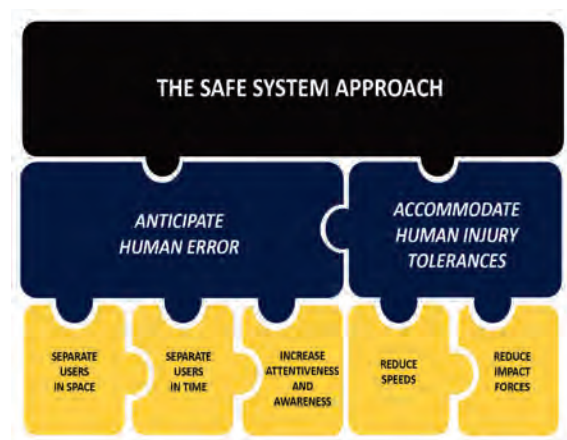 THE SAFE SYSTEM APPROACH
ANTICIPATE
HUMAN ERROR
ACCOMMODATE
HUMAN INJURY
TOLERANCES
SEPARATE
USERS
IN SPACE
SEPARATE
USERS
IN TIME
INCREASE
ATTENTIVENESS
AND
AWARENESS
REDUCE
SPEEDS
REDUCE
IMPACT
FORCES